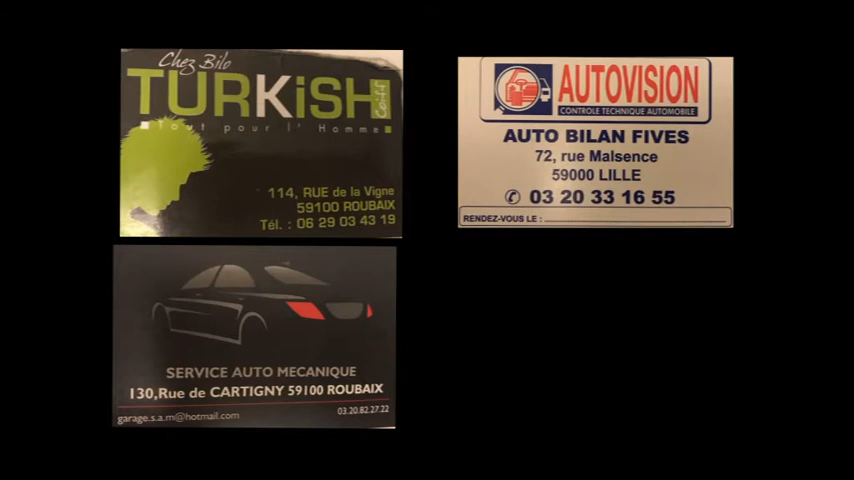 Chez Bilo
TURKiSH
Coiff
Tout pour l'Homme
114, RUE de la Vigne
59100 ROUBAIX
Tél. : 06 29 03 43 19
AUTOVISION
CONTROLE TECHNIQUE AUTOMOBILE
AUTO BILAN FIVES
72, rue Malsence
59000 LILLE
03 20 33 16 55
RENDEZ-VOUS LE :
SERVICE AUTO MECANIQUE
130,Rue de CARTIGNY 59100 ROUBAIX
03.20.82.27.22
garage.s.a.m@hotmail.com